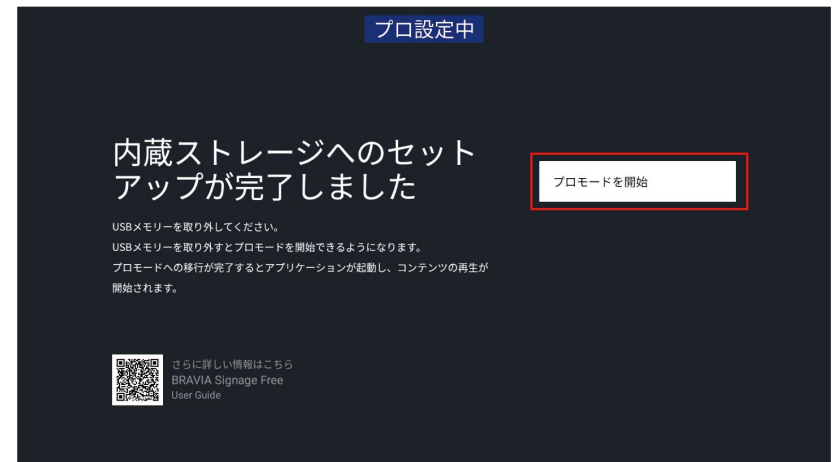 プロ設定中
内蔵ストレージへのセット
アップが完了しました
プロモードを開始
USBメモリーを取り外してください。
USBメモリーを取り外すとプロモードを開始できるようになります。
プロモードへの移行が完了するとアプリケーションが起動し、コンテンツの再生が
開始されます。
さらに詳しい情報はこちら
BRAVIA Signage Free
User Guide